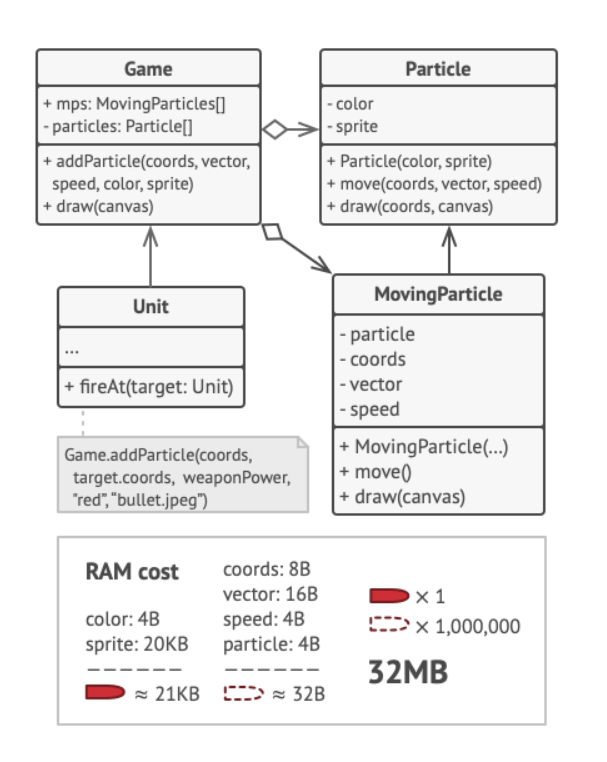 Game
+ mps: MovingParticles[]
- particles: Particle[]
+ addParticle(coords, vector,
speed, color, sprite)
+ draw(canvas)
Particle
- color
- sprite
+ Particle(color, sprite)
+ move(coords, vector, speed)
+ draw(coords, canvas)
Unit
...
+ fireAt(target: Unit)
MovingParticle
- particle
- coords
- vector
- speed
+ MovingParticle(...)
+ move()
+ draw(canvas)
Game.addParticle(coords,
target.coords, weaponPower,
"red",“bullet.jpeg”)
RAM cost
color: 4B
sprite: 20KB
——————
≈ 21KB
coords: 8B
vector: 16B
speed: 4B
particle: 4B
——————
≈ 32B
× 1
× 1,000,000
32MB